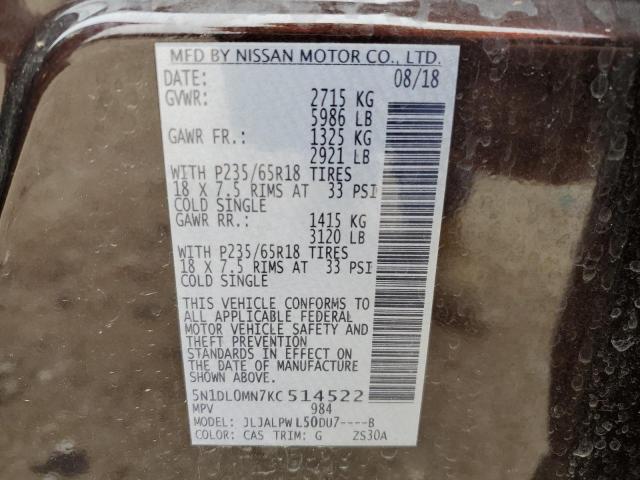 MFD BY NISSAN MOTOR CO., LTD.
DATE: 08/18
GVWR: 2715 KG
5986 LB
GAWR FR.: 1325 KG
2921 LB
WITH P235/65R18 TIRES
18 X 7.5 RIMS AT 33 PSI
COLD SINGLE
GAWR RR.: 1415 KG
3120 LB
WITH P235/65R18 TIRES
18 X 7.5 RIMS AT 33 PSI
COLD SINGLE
THIS VEHICLE CONFORMS TO
ALL APPLICABLE FEDERAL
MOTOR VEHICLE SAFETY AND
THEFT PREVENTION
STANDARDS IN EFFECT ON
THE DATE OF MANUFACTURE
SHOWN ABOVE.
5N1DL0MN7KC514522
MPV 984
MODEL: JLJALPWL50DU7----B
COLOR: CAS TRIM: G ZS30A